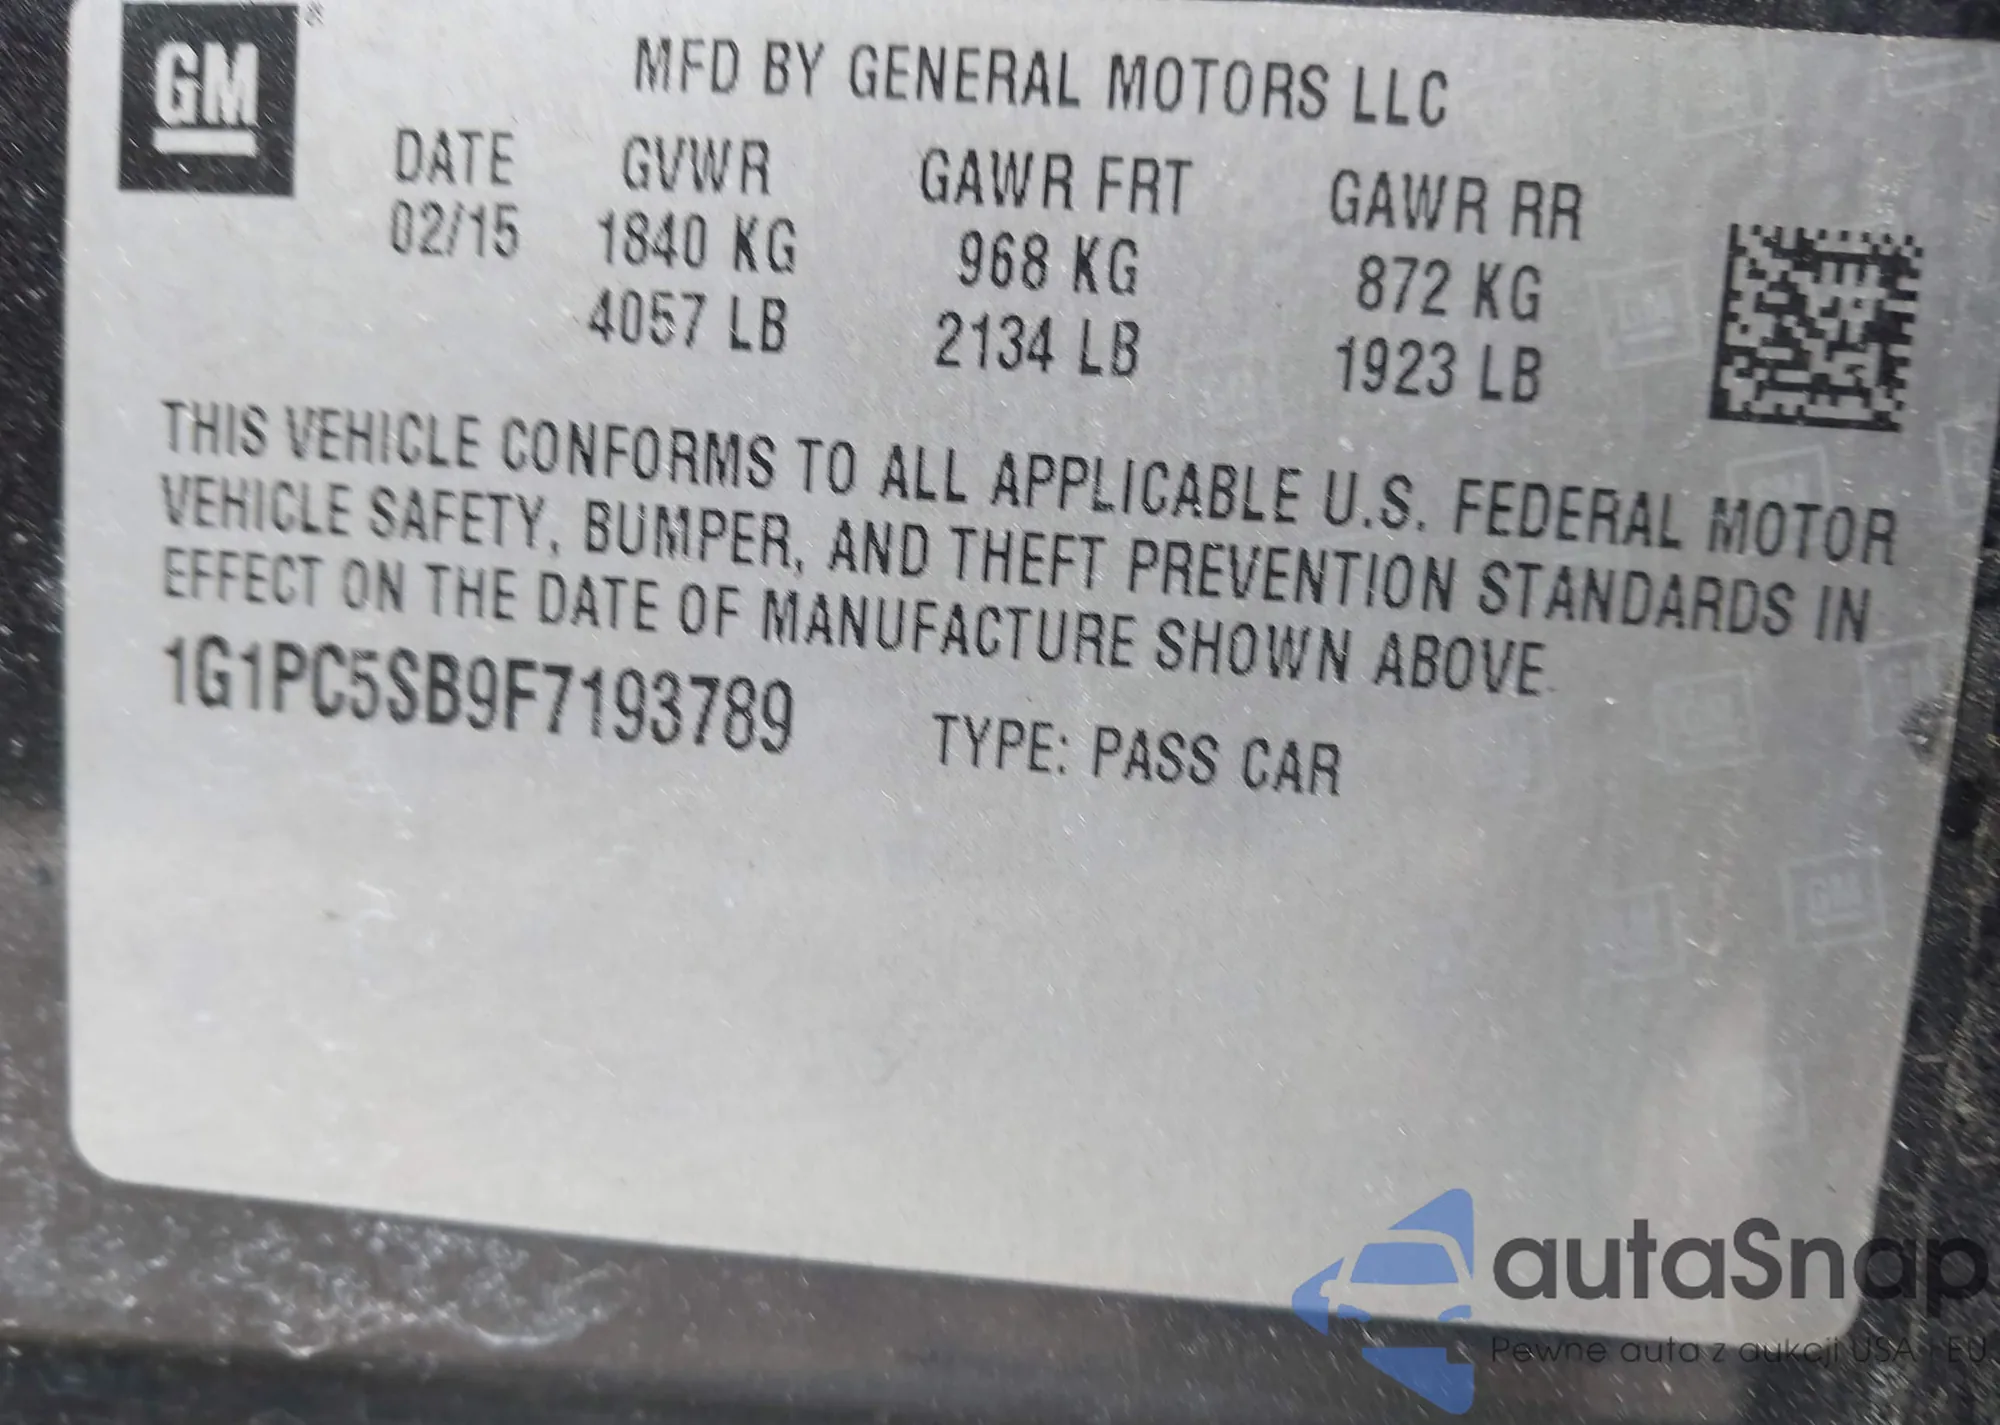 GM
MFD BY GENERAL MOTORS LLC
DATE GVWR GAWR FRT GAWR RR
02/15 1840 KG 968 KG 872 KG
4057 LB 2134 LB 1923 LB
THIS VEHICLE CONFORMS TO ALL APPLICABLE U.S. FEDERAL MOTOR
VEHICLE SAFETY, BUMPER, AND THEFT PREVENTION STANDARDS IN
EFFECT ON THE DATE OF MANUFACTURE SHOWN ABOVE.
1G1PC5SB9F7193789 TYPE: PASS CAR
autaSnap
Pewne auta z aukcji USA i EU